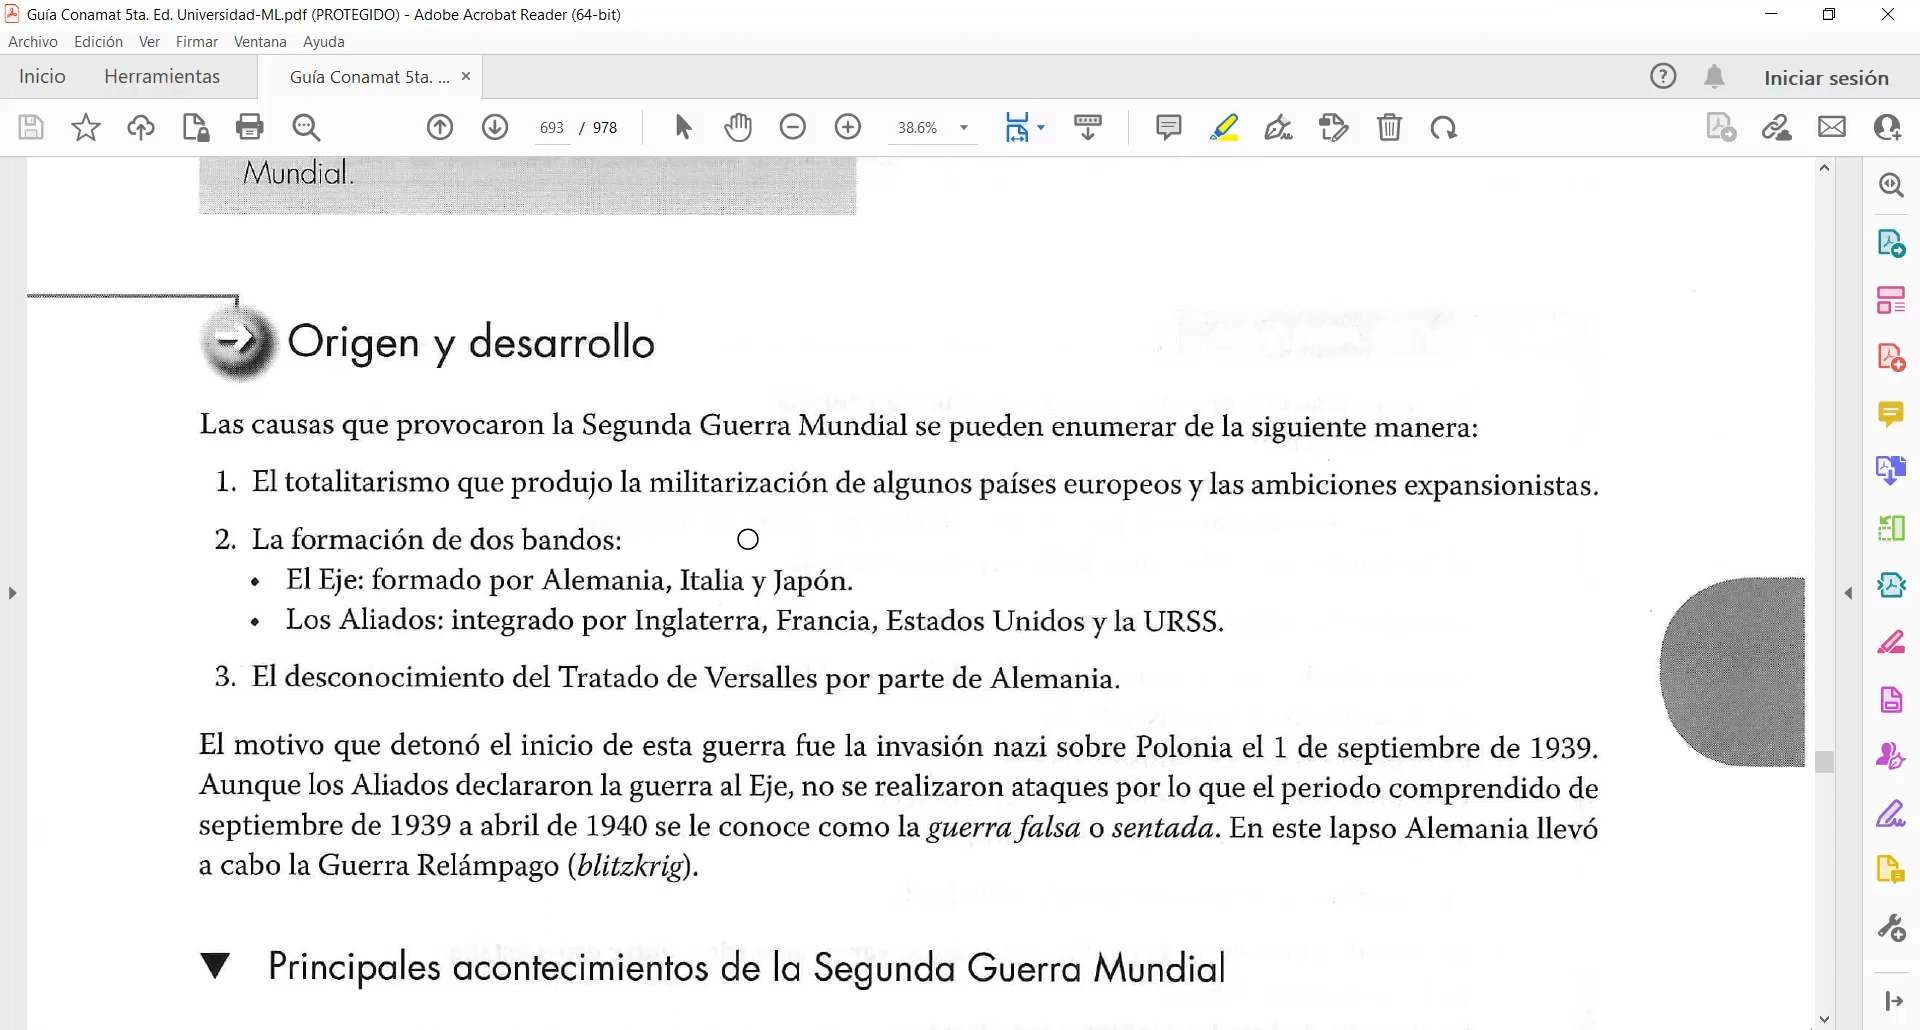 Guía Conamat 5ta. Ed. Universidad-ML.pdf (PROTEGIDO) - Adobe Acrobat Reader (64-bit)
Archivo Edición Ver Firmar Ventana Ayuda
Inicio Herramientas Guía Conamat 5ta. ... × Iniciar sesión
693 / 978 38.6%
Mundial.
Origen y desarrollo
Las causas que provocaron la Segunda Guerra Mundial se pueden enumerar de la siguiente manera:
1. El totalitarismo que produjo la militarización de algunos países europeos y las ambiciones expansionistas.
2. La formación de dos bandos:
• El Eje: formado por Alemania, Italia y Japón.
• Los Aliados: integrado por Inglaterra, Francia, Estados Unidos y la URSS.
3. El desconocimiento del Tratado de Versalles por parte de Alemania.
El motivo que detonó el inicio de esta guerra fue la invasión nazi sobre Polonia el 1 de septiembre de 1939.
Aunque los Aliados declararon la guerra al Eje, no se realizaron ataques por lo que el periodo comprendido de
septiembre de 1939 a abril de 1940 se le conoce como la guerra falsa o sentada. En este lapso Alemania llevó
a cabo la Guerra Relámpago (blitzkrig).
▼ Principales acontecimientos de la Segunda Guerra Mundial